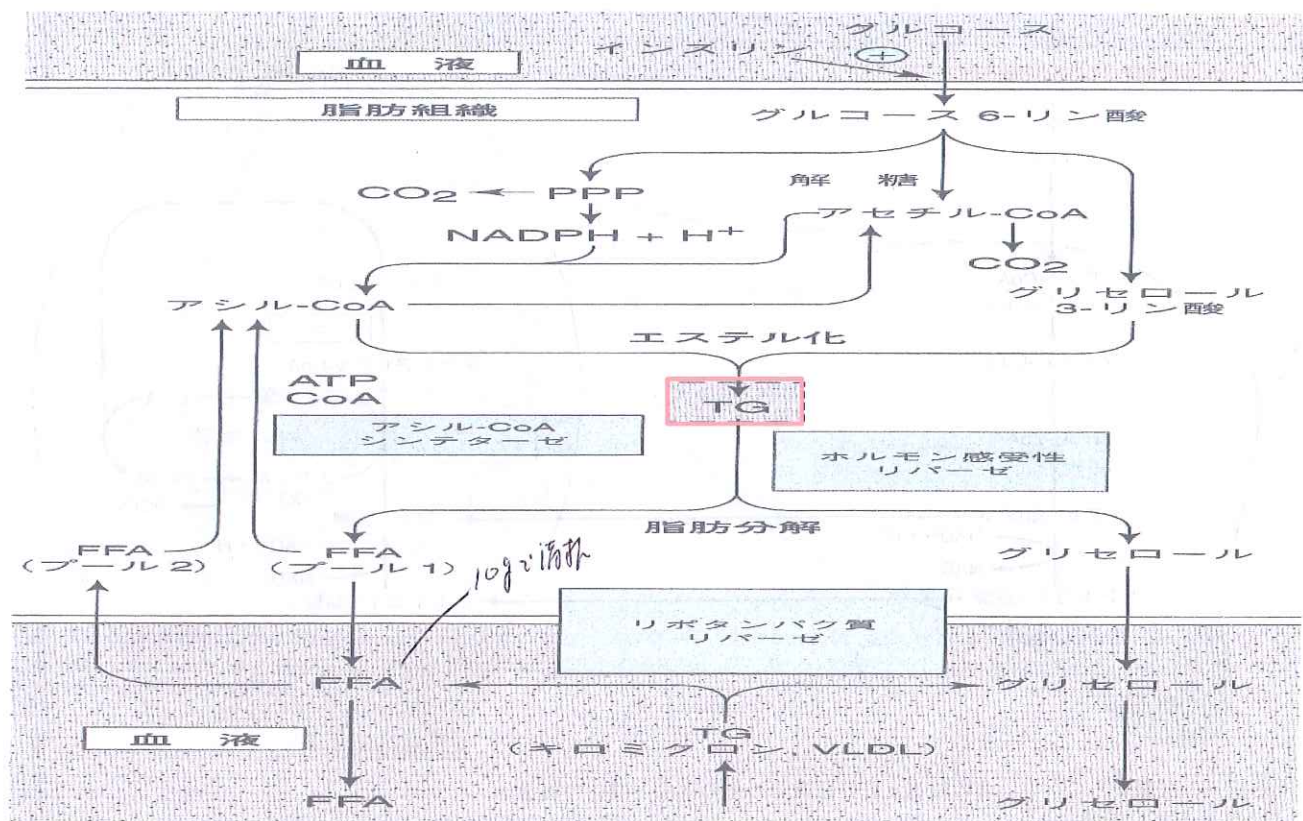 グルコース
インスリン
+
血 液
脂肪組織
グルコース 6-リン酸
解 糖
CO2
PPP
アセチル-CoA
NADPH + H+
CO2
アシル-CoA
グリセロール
3-リン酸
エステル化
ATP
CoA
TG
アシル-CoA
シンテターゼ
ホルモン感受性
リパーゼ
脂肪分解
FFA
(プール 2)
FFA
(プール 1)
グリセロール
10gで
リポタンパク質
リパーゼ
FFA
グリセロール
血 液
TG
(キロミクロン, VLDL)
FFA
グリセロール